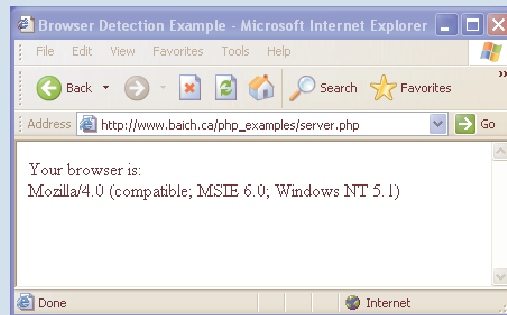 Browser Detection Example - Microsoft Internet Explorer
File Edit View Favorites Tools Help
Back Search Favorites »
Address http://www.baich.ca/php_examples/server.php Go
Your browser is:
Mozilla/4.0 (compatible; MSIE 6.0; Windows NT 5.1)
Done Internet